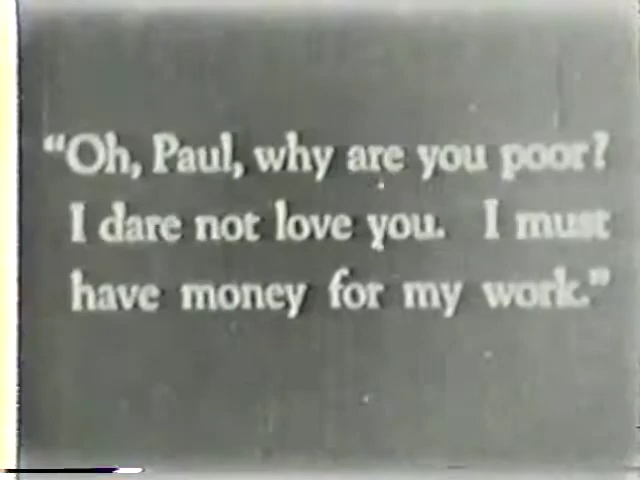 “Oh, Paul, why are you poor?
I dare not love you. I must
have money for my work.”